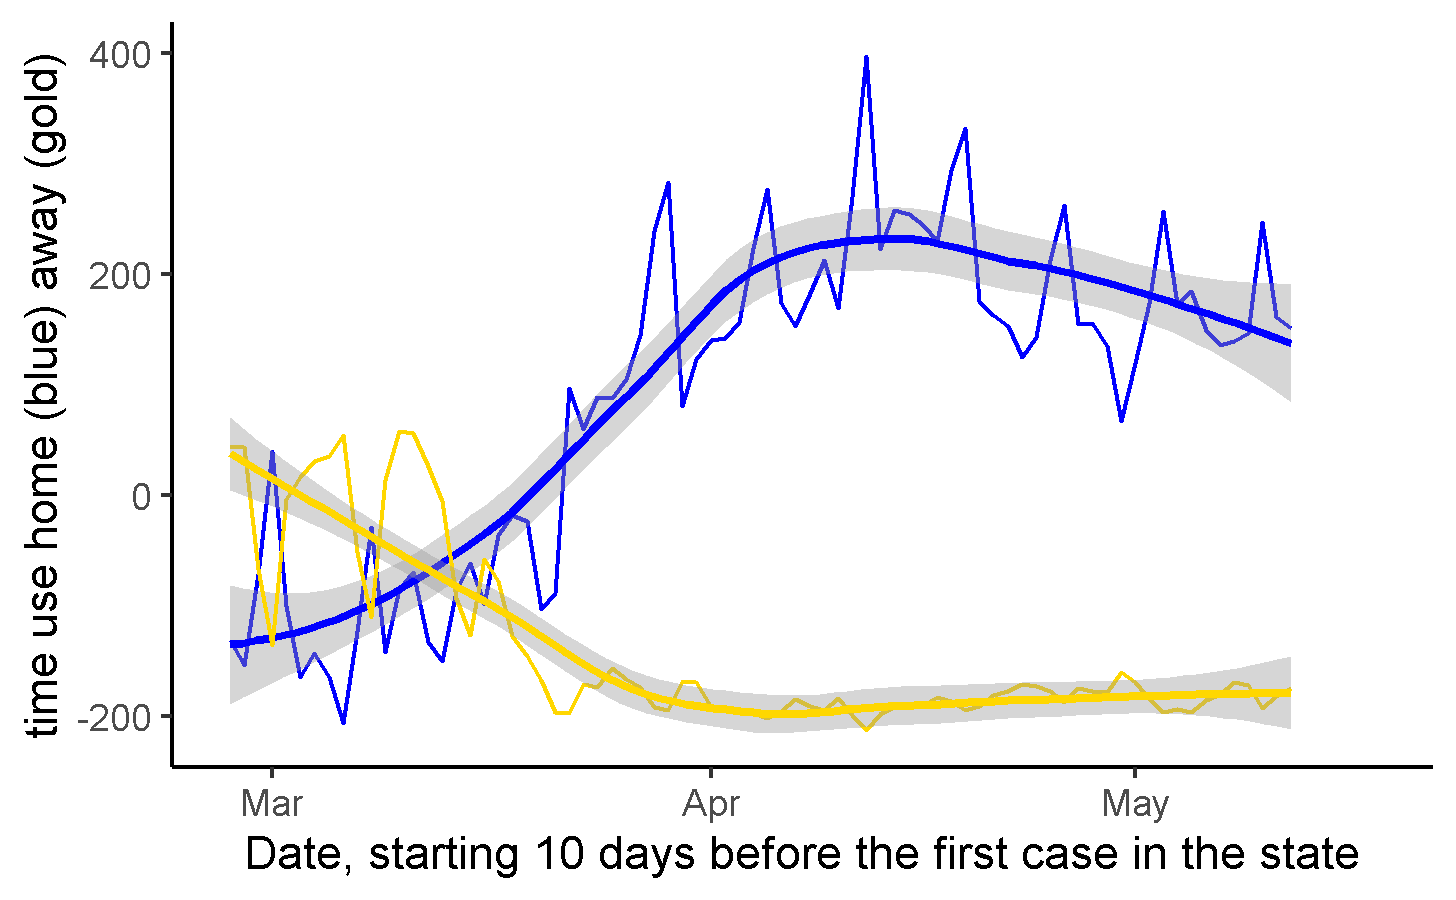 time use home (blue) away (gold)
400
200
0
-200
Mar
Apr
May
Date, starting 10 days before the first case in the state